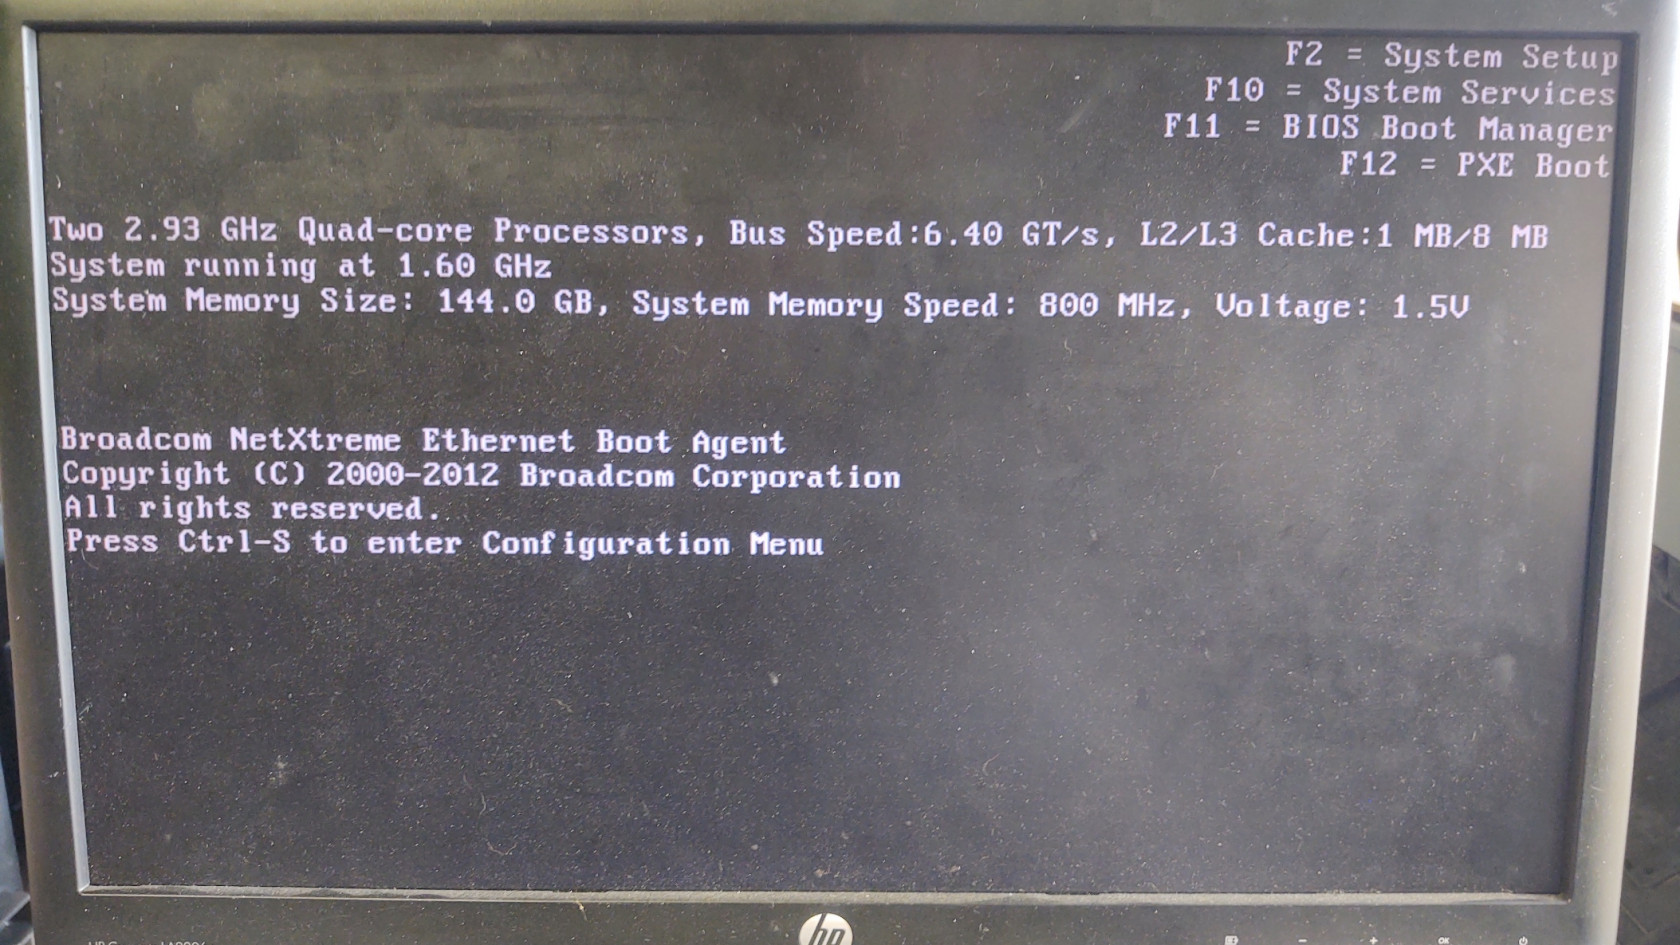 F2 = System Setup
F10 = System Services
F11 = BIOS Boot Manager
F12 = PXE Boot
Two 2.93 GHz Quad-core Processors, Bus Speed:6.40 GT/s, L2/L3 Cache:1 MB/8 MB
System running at 1.60 GHz
System Memory Size: 144.0 GB, System Memory Speed: 800 MHz, Voltage: 1.5V
Broadcom NetXtreme Ethernet Boot Agent
Copyright (C) 2000-2012 Broadcom Corporation
All rights reserved.
Press Ctrl-S to enter Configuration Menu
hp
OK